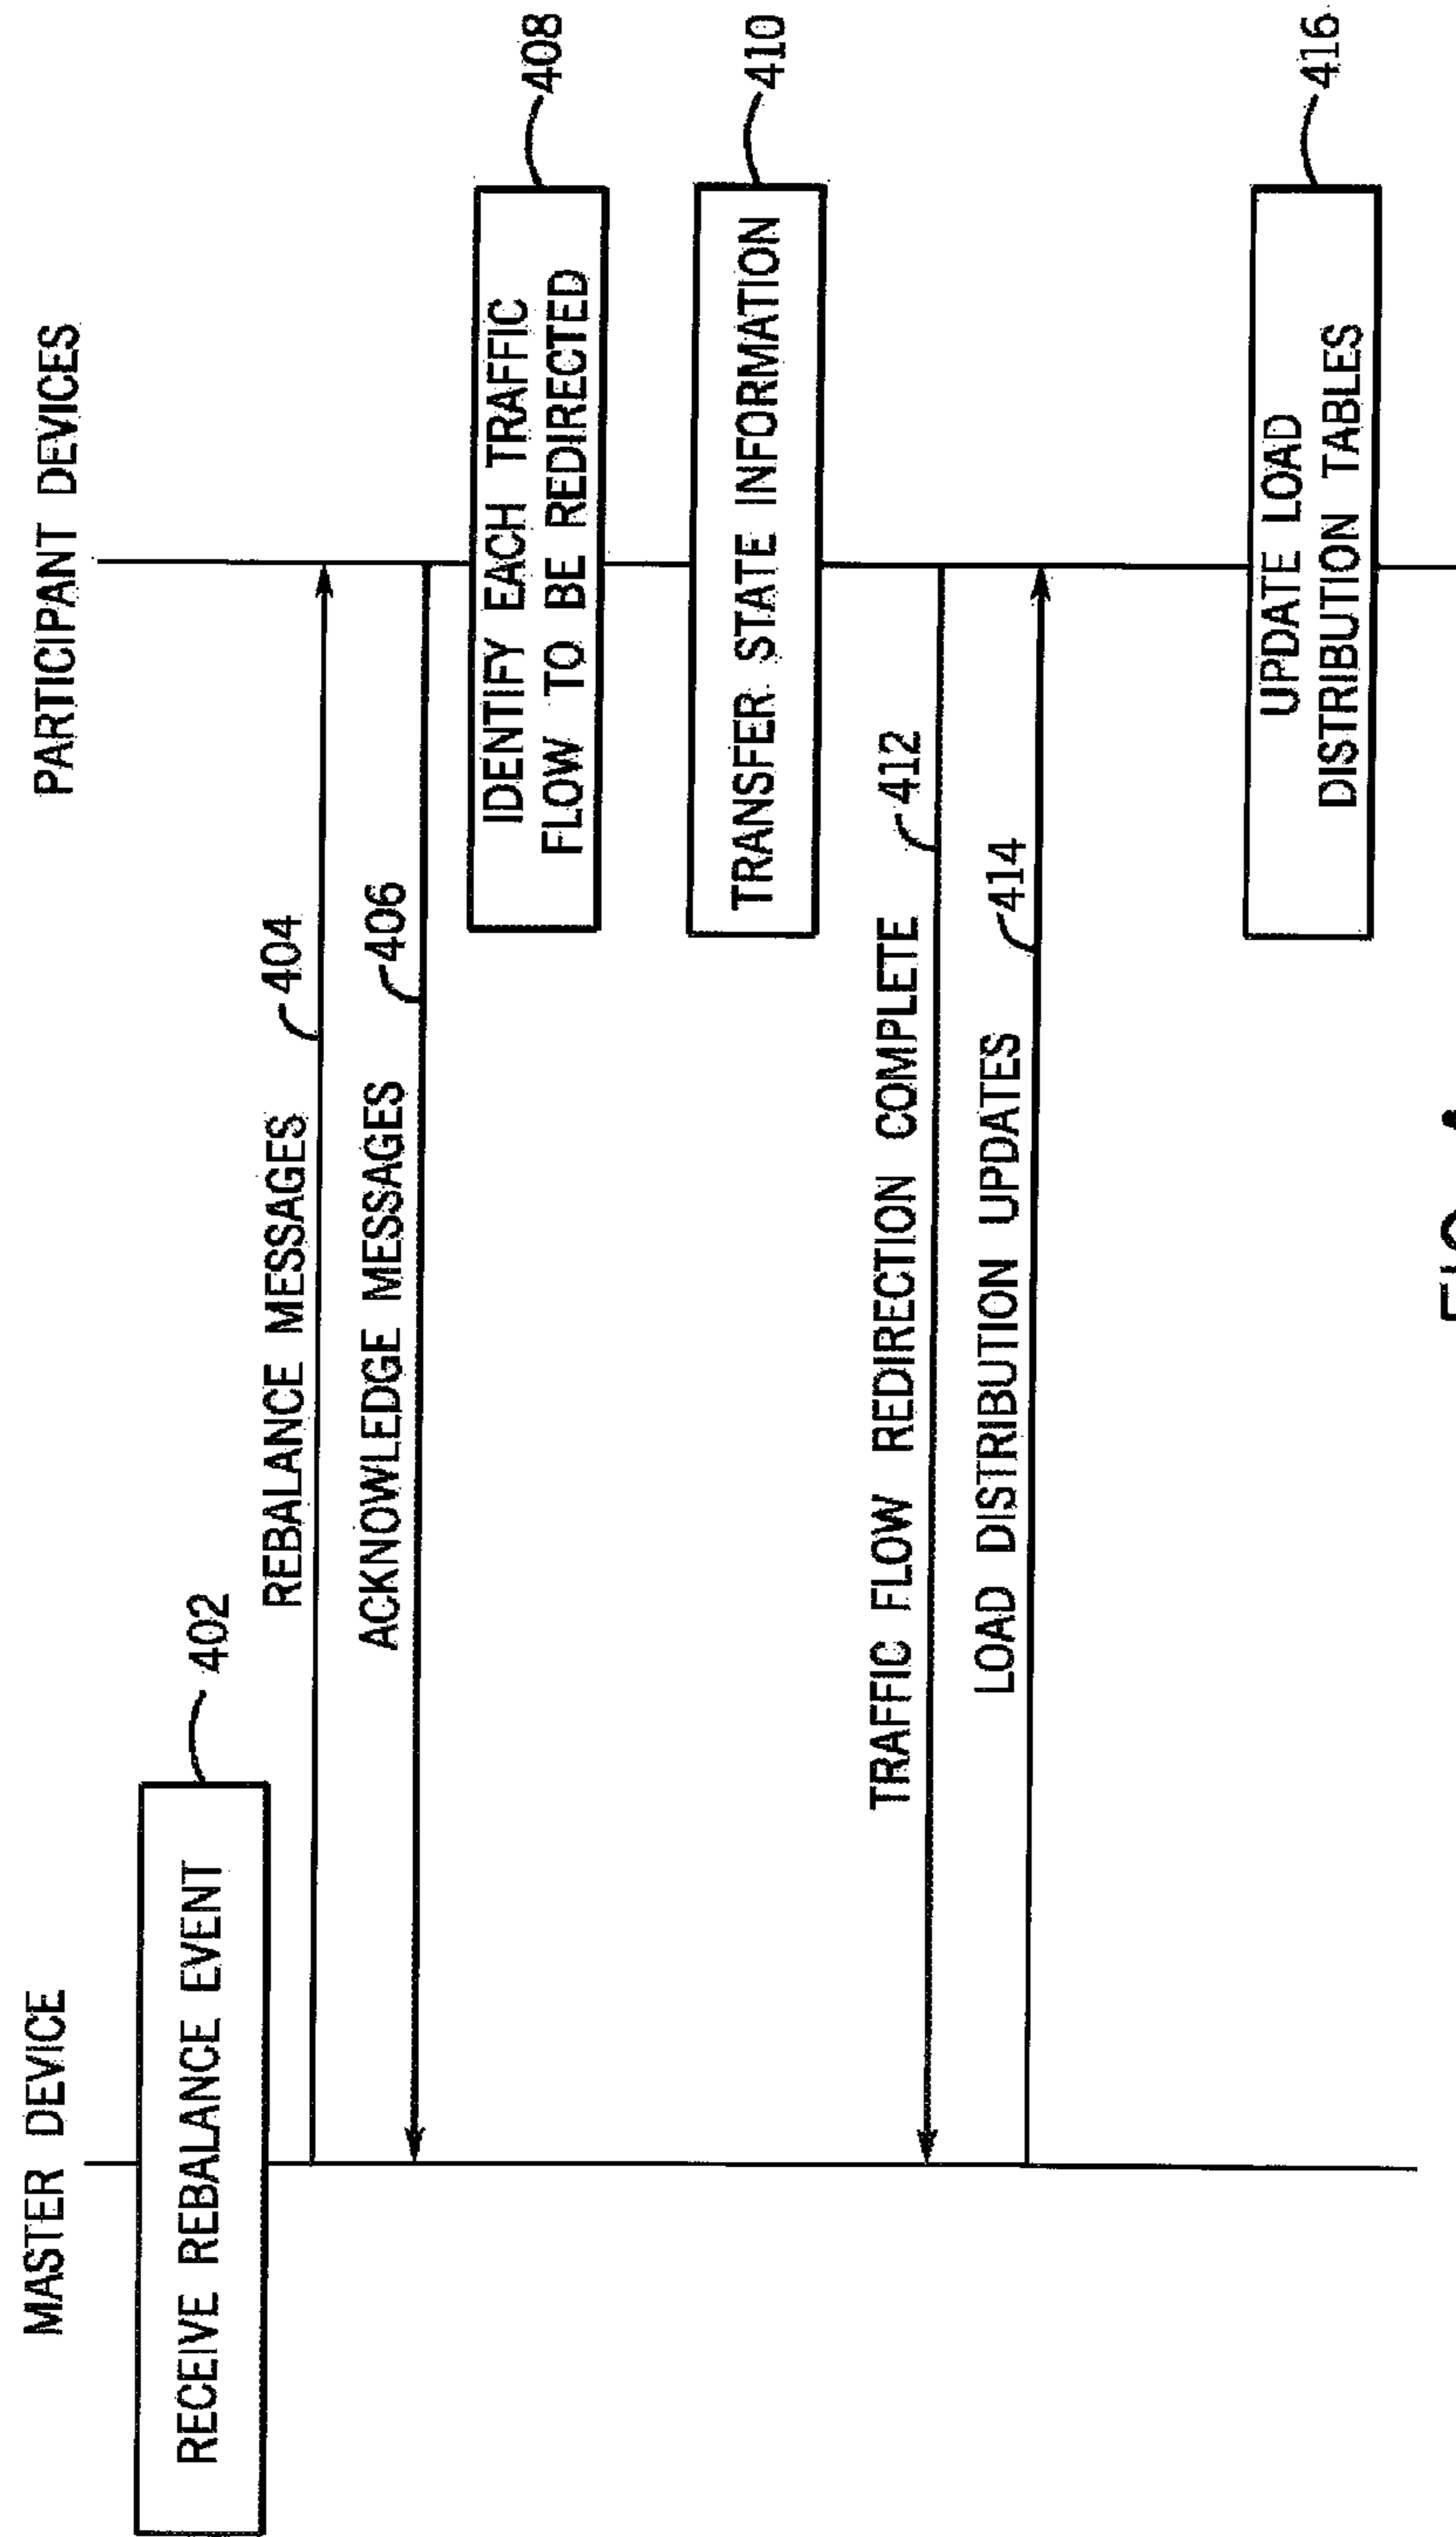 MASTER DEVICE
PARTICIPANT DEVICES
RECEIVE REBALANCE EVENT
402
REBALANCE MESSAGES
404
ACKNOWLEDGE MESSAGES
406
IDENTIFY EACH TRAFFIC
FLOW TO BE REDIRECTED
408
TRANSFER STATE INFORMATION
410
TRAFFIC FLOW REDIRECTION COMPLETE
412
LOAD DISTRIBUTION UPDATES
414
UPDATE LOAD
DISTRIBUTION TABLES
416